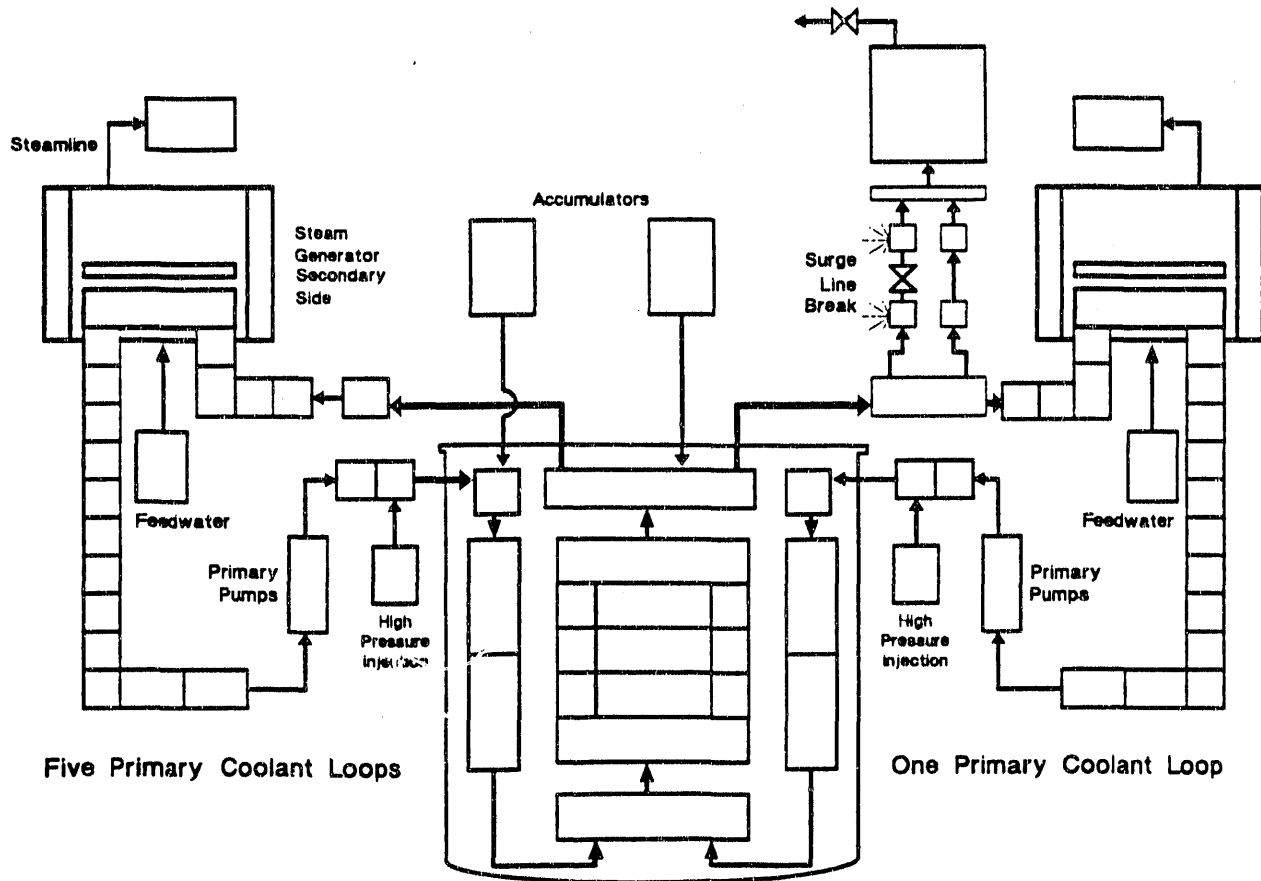 Steamline
Accumulators
Steam
Generator
Secondary
Side
Surge
Line
Break
Feedwater
Feedwater
Primary
Pumps
High
Pressure
Injection
High
Pressure
Injection
Primary
Pumps
Five Primary Coolant Loops
One Primary Coolant Loop